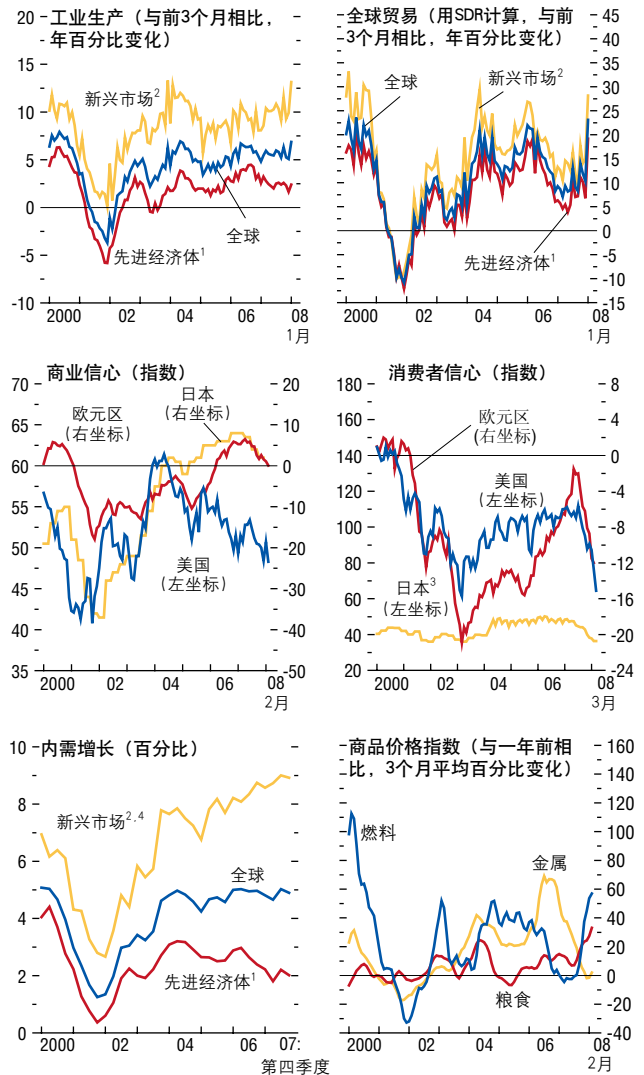 工业生产（与前3个月相比，
年百分比变化）
20
15
10
5
0
-5
-10
新兴市场2
全球
先进经济体1
2000 02 04 06 08
1月
全球贸易（用SDR计算，与前
3个月相比，年百分比变化）
45
40
35
30
25
20
15
10
5
0
-5
-10
-15
全球
新兴市场2
先进经济体1
2000 02 04 06 08
1月
商业信心（指数）
70
65
60
55
50
45
40
35
20
10
0
-10
-20
-30
-40
-50
欧元区
（右坐标）
日本
（右坐标）
美国
（左坐标）
2000 02 04 06 08
2月
消费者信心（指数）
180
160
140
120
100
80
60
40
20
8
4
0
-4
-8
-12
-16
-20
-24
欧元区
（右坐标）
美国
（左坐标）
日本3
（左坐标）
2000 02 04 06 08
3月
内需增长（百分比）
10
8
6
4
2
0
新兴市场2,4
全球
先进经济体1
2000 02 04 06 07:
第四季度
商品价格指数（与一年前相
比，3个月平均百分比变化）
160
140
120
100
80
60
40
20
0
-20
-40
燃料
金属
粮食
2000 02 04 06 08
2月